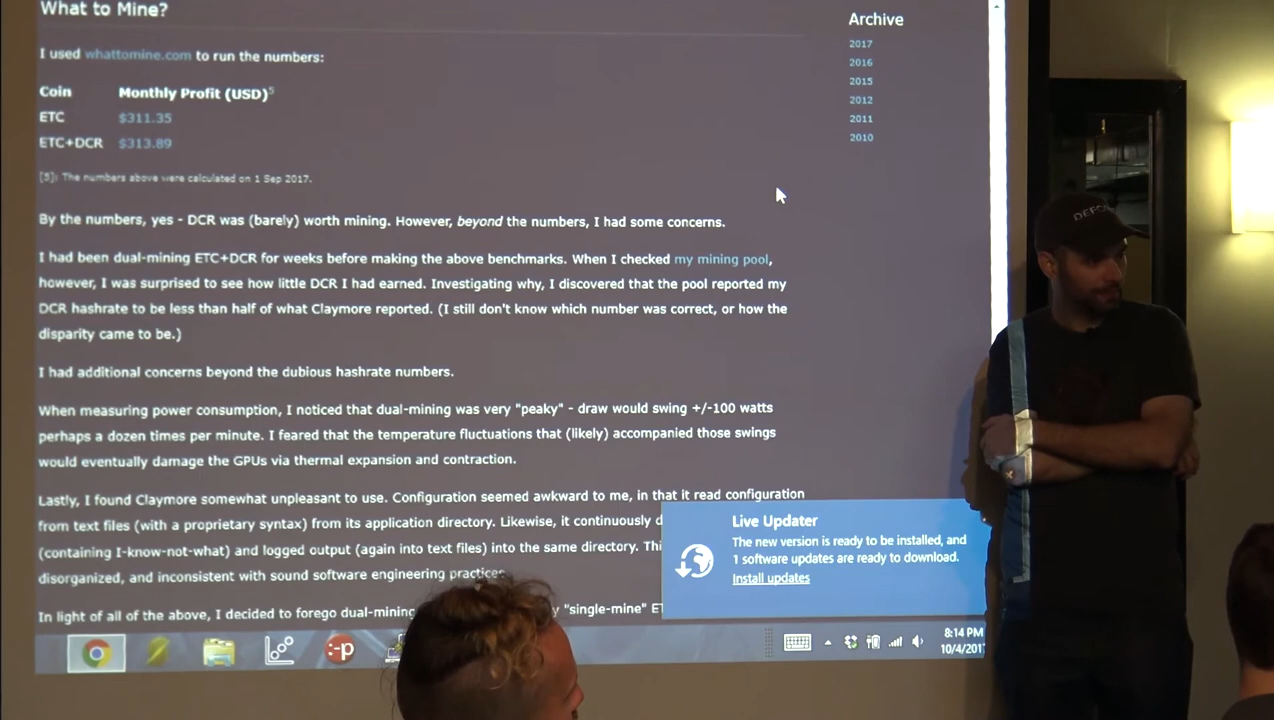 What to Mine?
I used whattomine.com to run the numbers:
Coin Monthly Profit (USD)5
ETC $311.35
ETC+DCR $313.89
[5]: The numbers above were calculated on 1 Sep 2017.
By the numbers, yes - DCR was (barely) worth mining. However, beyond the numbers, I had some concerns.
I had been dual-mining ETC+DCR for weeks before making the above benchmarks. When I checked my mining pool,
however, I was surprised to see how little DCR I had earned. Investigating why, I discovered that the pool reported my
DCR hashrate to be less than half of what Claymore reported. (I still don't know which number was correct, or how the
disparity came to be.)
I had additional concerns beyond the dubious hashrate numbers.
When measuring power consumption, I noticed that dual-mining was very "peaky" - draw would swing +/-100 watts
perhaps a dozen times per minute. I feared that the temperature fluctuations that (likely) accompanied those swings
would eventually damage the GPUs via thermal expansion and contraction.
Lastly, I found Claymore somewhat unpleasant to use. Configuration seemed awkward to me, in that it read configuration
from text files (with a proprietary syntax) from its application directory. Likewise, it continuously
(containing I-know-not-what) and logged output (again into text files) into the same directory.
disorganized, and inconsistent with sound software engineering practices
In light of all of the above, I decided to forego dual-mining "single-mine"
Archive
2017
2016
2015
2012
2011
2010
Live Updater
The new version is ready to be installed, and
1 software updates are ready to download.
Install updates
:-p
8:14 PM
10/4/201